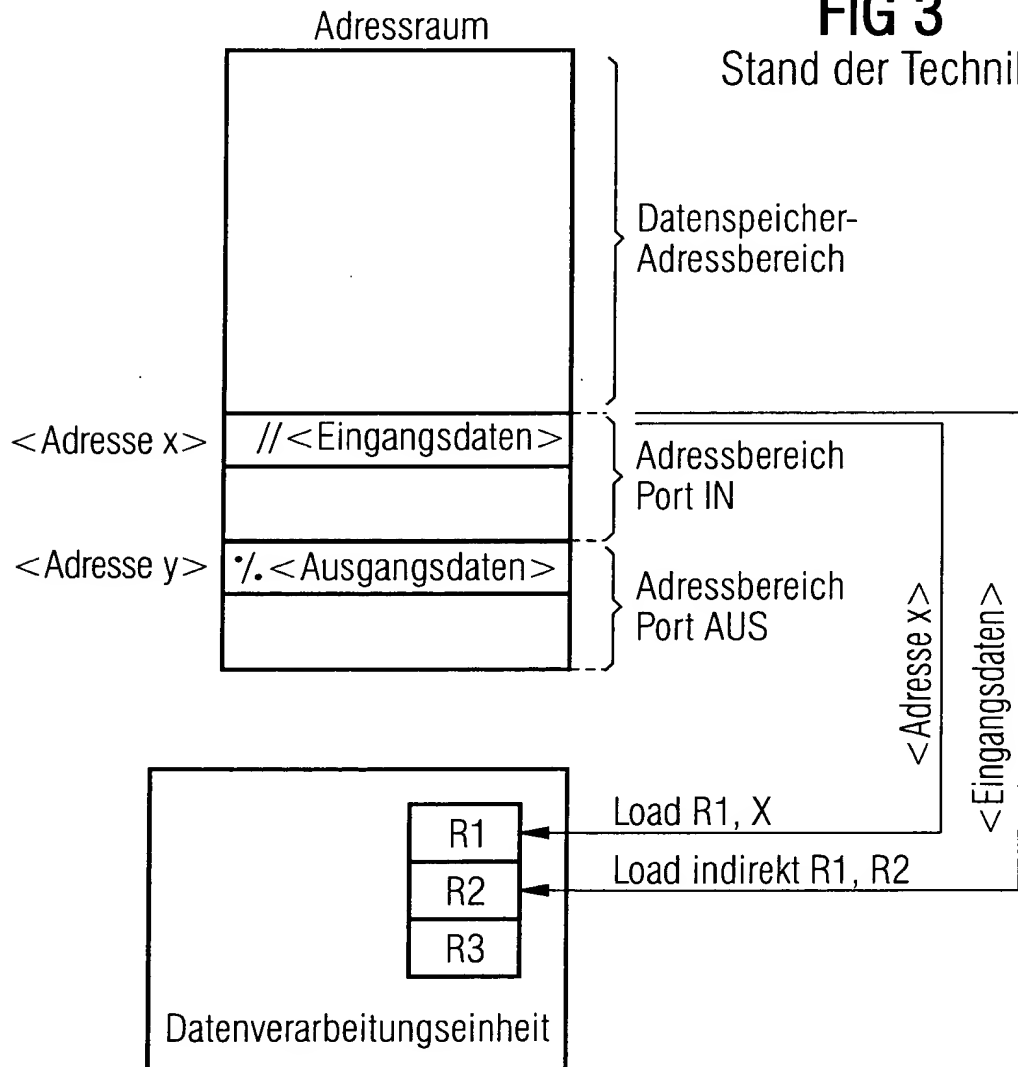 FIG 3
Stand der Technik
Adressraum
Datenspeicher-
Adressbereich
<Adresse x>
//<Eingangsdaten>
Adressbereich
Port IN
<Adresse y>
%<Ausgangsdaten>
Adressbereich
Port AUS
<Adresse x>
<Eingangsdaten>
Load R1, X
R1
Load indirekt R1, R2
R2
R3
Datenverarbeitungseinheit